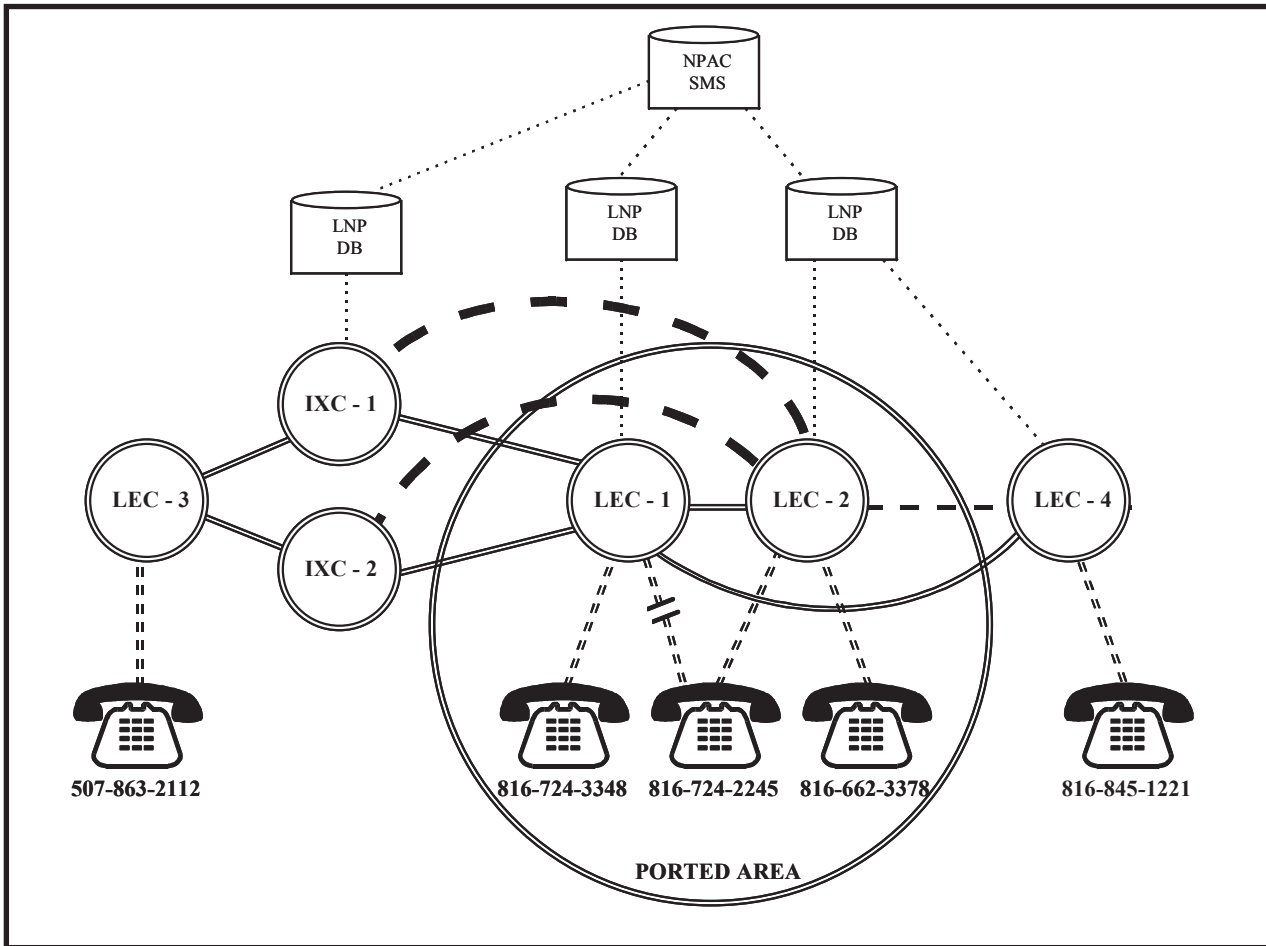 NPAC
SMS
LNP
DB
LNP
DB
LNP
DB
IXC - 1
LEC - 3
LEC - 1
LEC - 2
LEC - 4
IXC - 2
507-863-2112
816-724-3348
816-724-2245
816-662-3378
816-845-1221
PORTED AREA